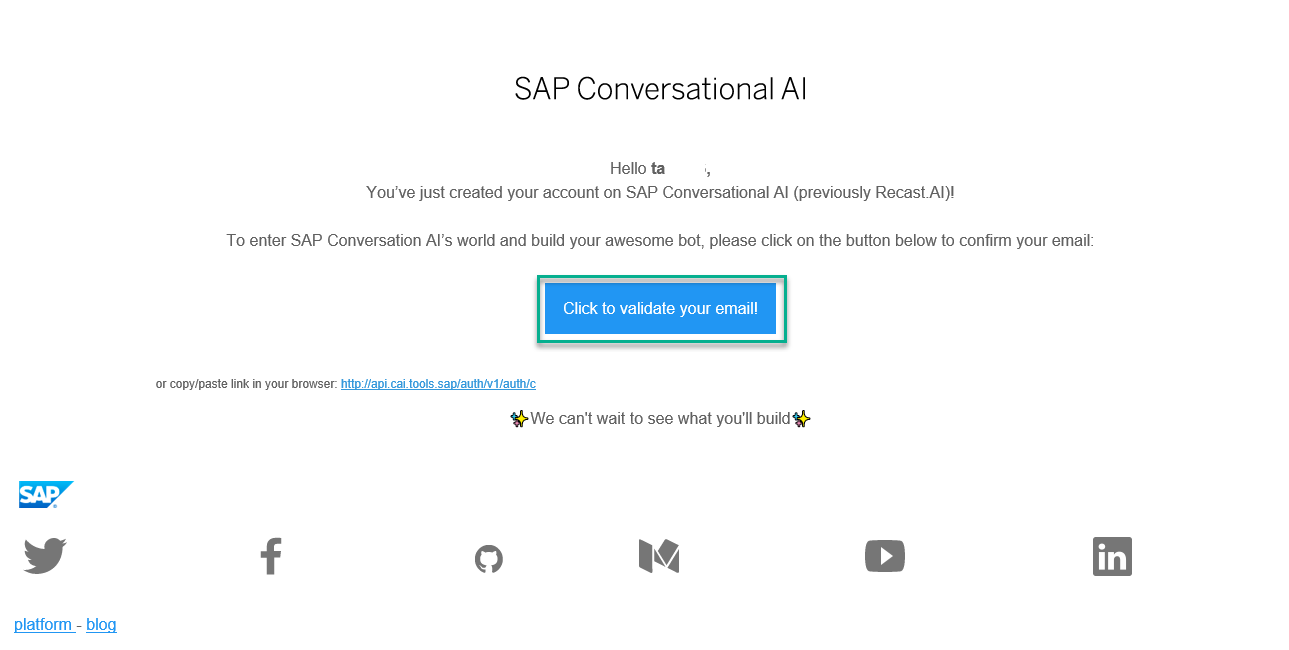 SAP Conversational AI
Hello ta ,
You've just created your account on SAP Conversational AI (previously Recast.AI)!
To enter SAP Conversation AI's world and build your awesome bot, please click on the button below to confirm your email:
Click to validate your email!
or copy/paste link in your browser: http://api.cai.tools.sap/auth/v1/auth/c
✨We can't wait to see what you'll build✨
SAP
platform - blog